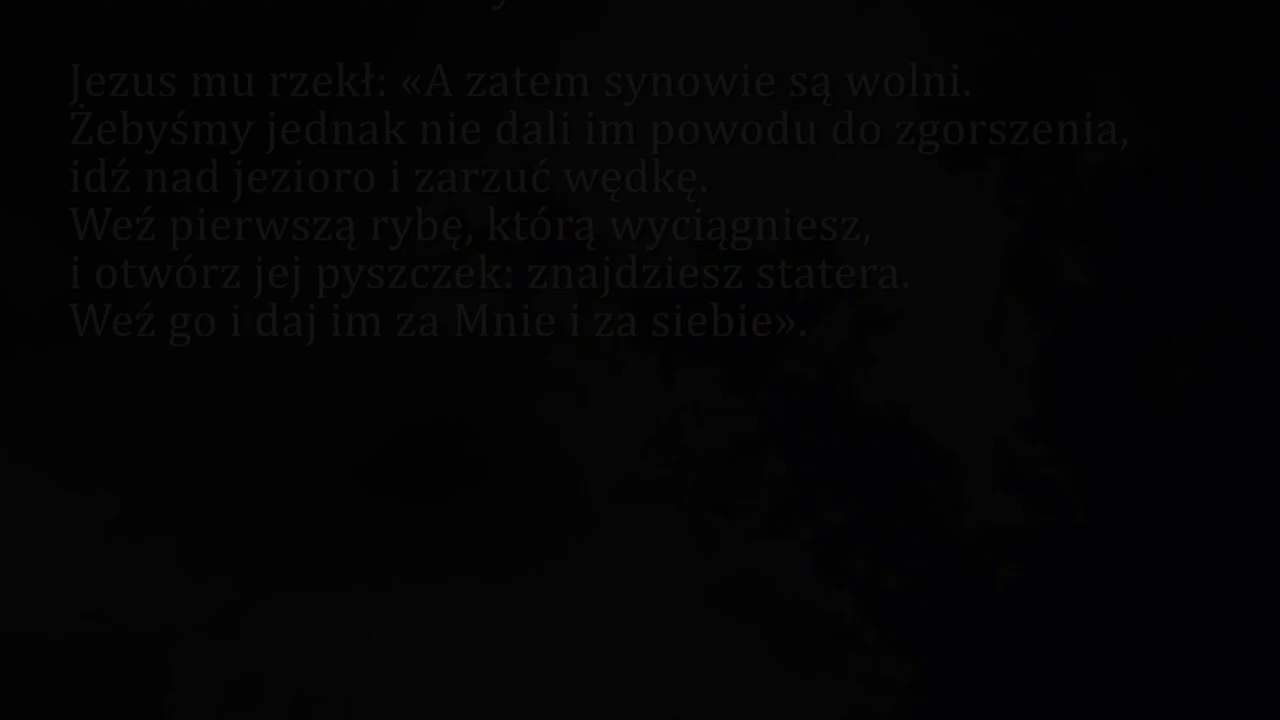 Jezus mu rzekł: «A zatem synowie są wolni.
Żebyśmy jednak nie dali im powodu do zgorszenia,
idź nad jezioro i zarzuć wędkę.
Weź pierwszą rybę, którą wyciągniesz,
i otwórz jej pyszczek: znajdziesz statera.
Weź go i daj im za Mnie i za siebie».